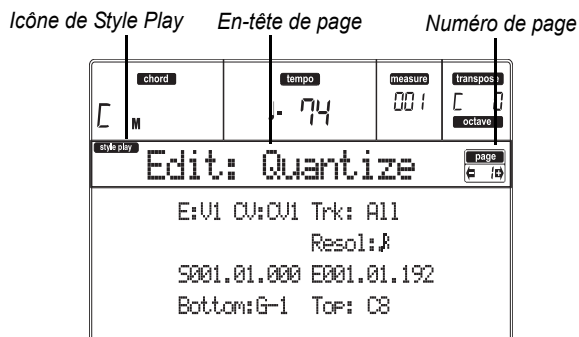 Icône de Style Play En-tête de page Numéro de page
chord tempo measure transpose
C M ♩. 74 001 C 0
octave
style play Edit: Quantize page
1
E:V1 CV:CV1 Trk: All
Resol:♪
S001.01.000 E001.01.192
Bottom:G-1 Top: C8